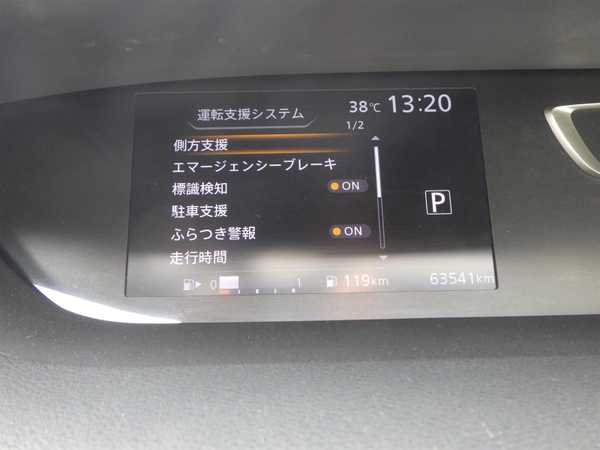 運転支援システム
38℃ 13:20
1/2
側方支援
エマージェンシーブレーキ
標識検知 ON
P
駐車支援
ふらつき警報 ON
走行時間
0 1 119km 63541km